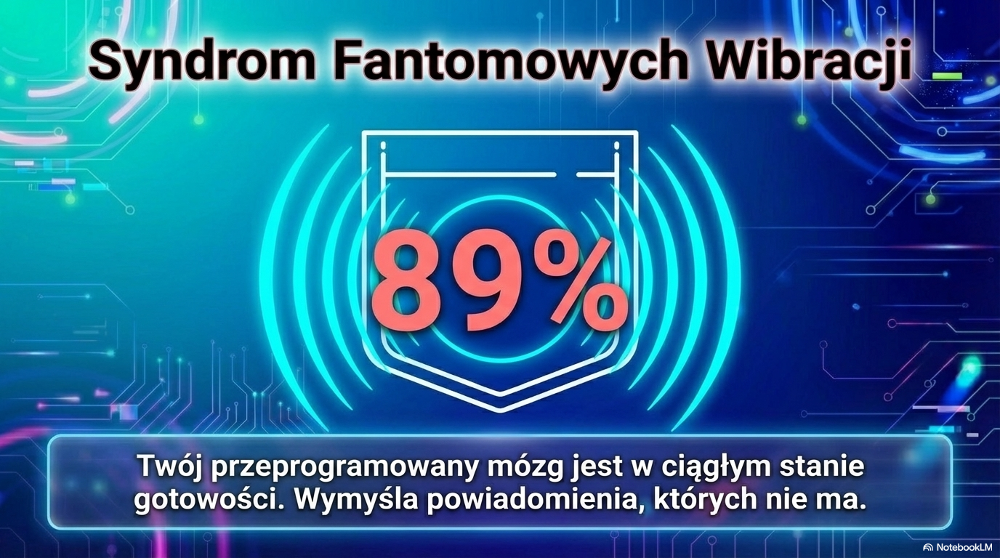 Syndrom Fantomowych Wibracji
89%
Twój przeprogramowany mózg jest w ciągłym stanie
gotowości. Wymyśla powiadomienia, których nie ma.
NotebookLM